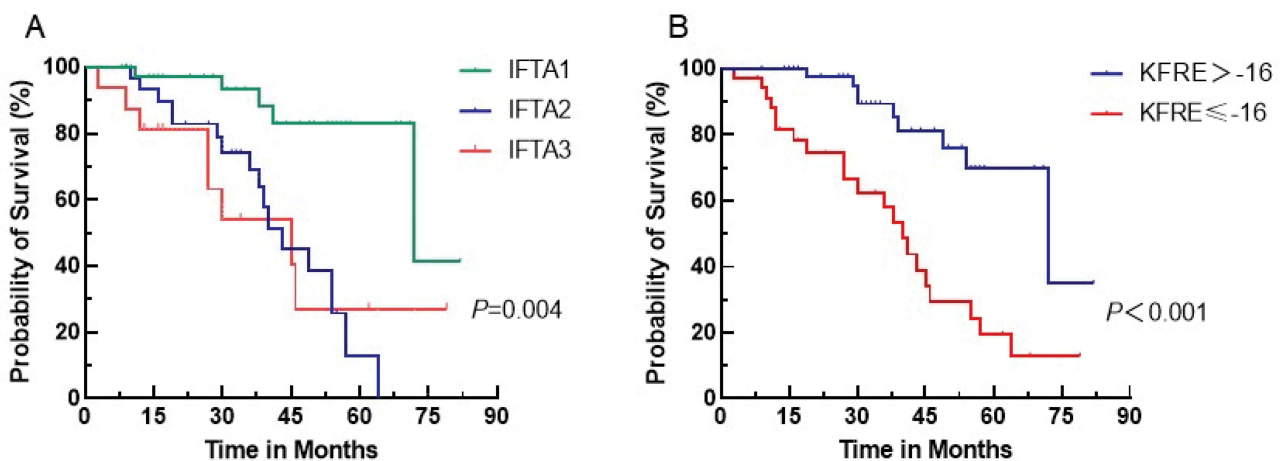 A
Probability of Survival (%)
100
80
60
40
20
0
0 15 30 45 60 75 90
Time in Months
IFTA1
IFTA2
IFTA3
P=0.004
B
Probability of Survival (%)
100
80
60
40
20
0
0 15 30 45 60 75 90
Time in Months
KFRE＞-16
KFRE≤-16
P＜0.001